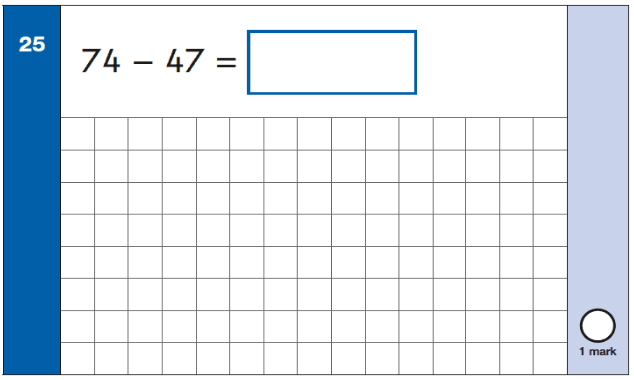 25
74 – 47 =
1 mark